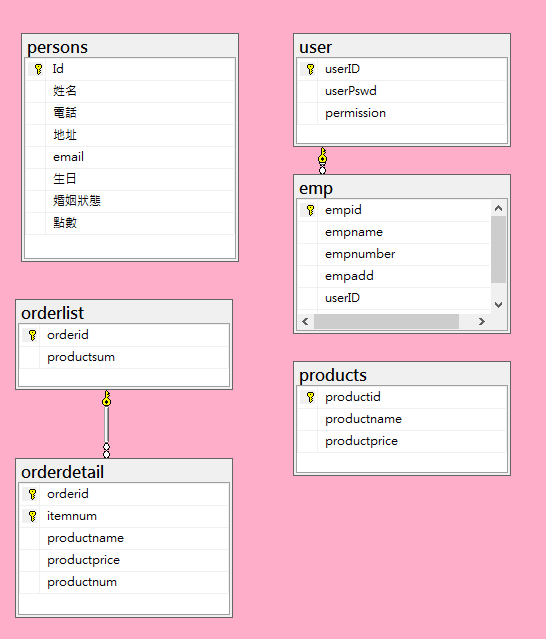 persons
Id
姓名
電話
地址
email
生日
婚姻狀態
點數
user
userID
userPswd
permission
emp
empid
empname
empnumber
empadd
userID
orderlist
orderid
productsum
products
productid
productname
productprice
orderdetail
orderid
itemnum
productname
productprice
productnum